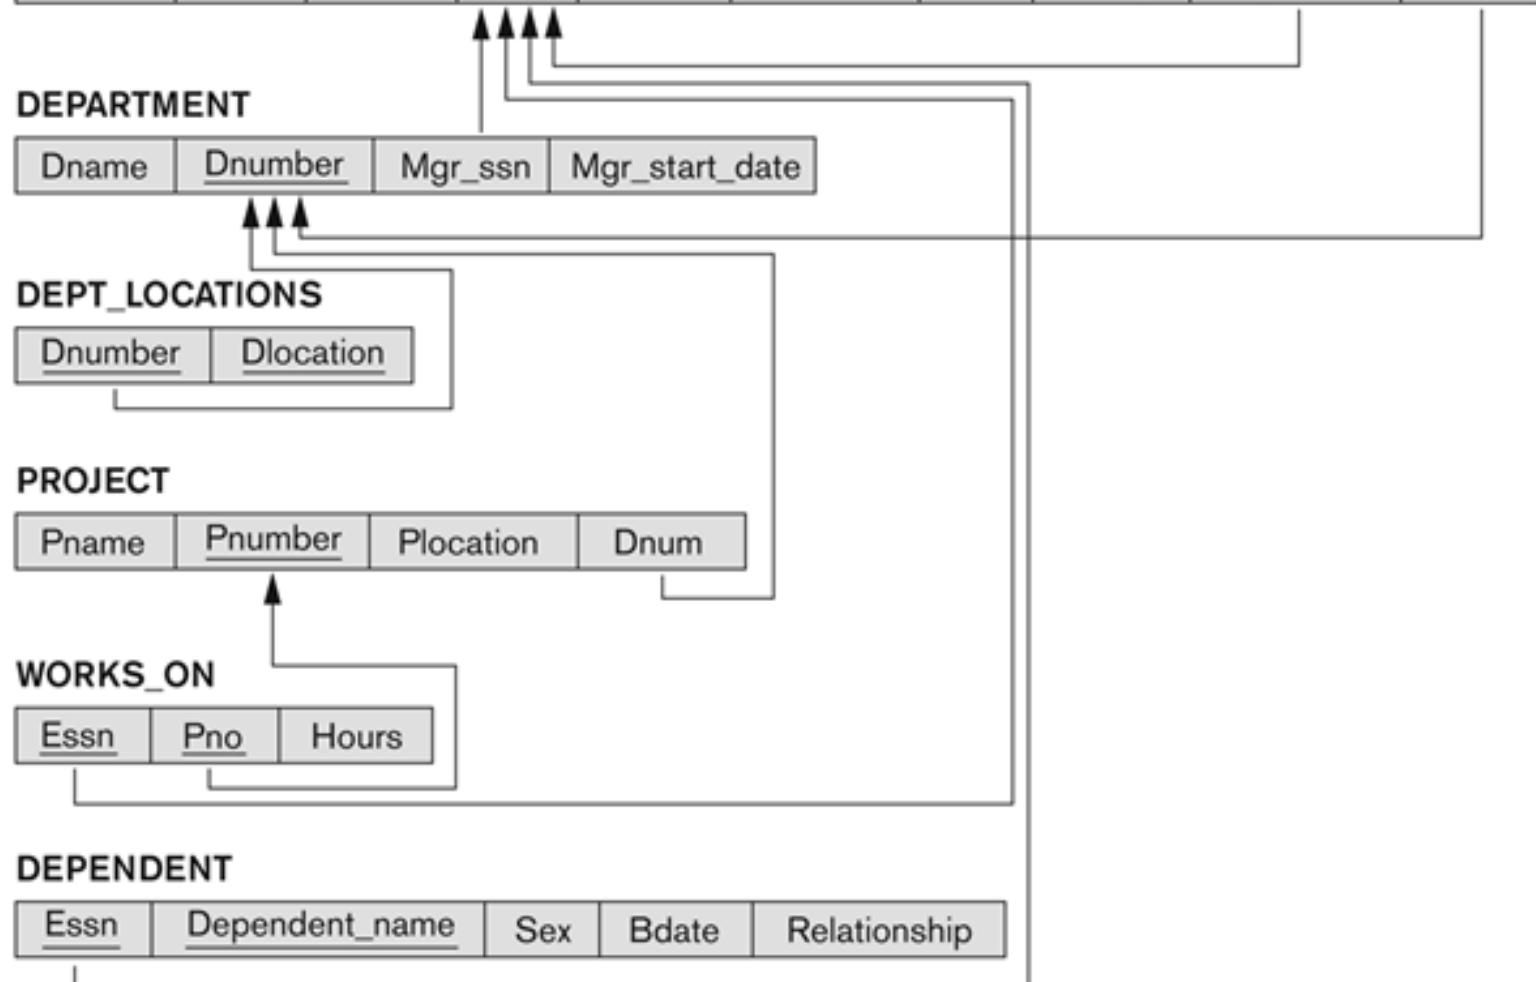 DEPARTMENT
Dname Dnumber Mgr_ssn Mgr_start_date
DEPT_LOCATIONS
Dnumber Dlocation
PROJECT
Pname Pnumber Plocation Dnum
WORKS_ON
Essn Pno Hours
DEPENDENT
Essn Dependent_name Sex Bdate Relationship